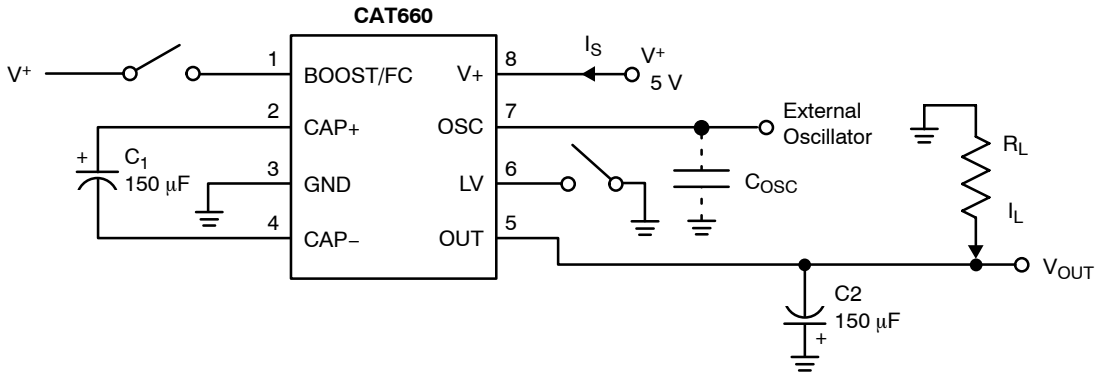 CAT660
V+
1
BOOST/FC
2
CAP+
+
C1
150 μF
3
GND
4
CAP−
V+
8
IS
V+
5 V
OSC
7
External
Oscillator
LV
6
COSC
OUT
5
RL
IL
VOUT
C2
150 μF
+